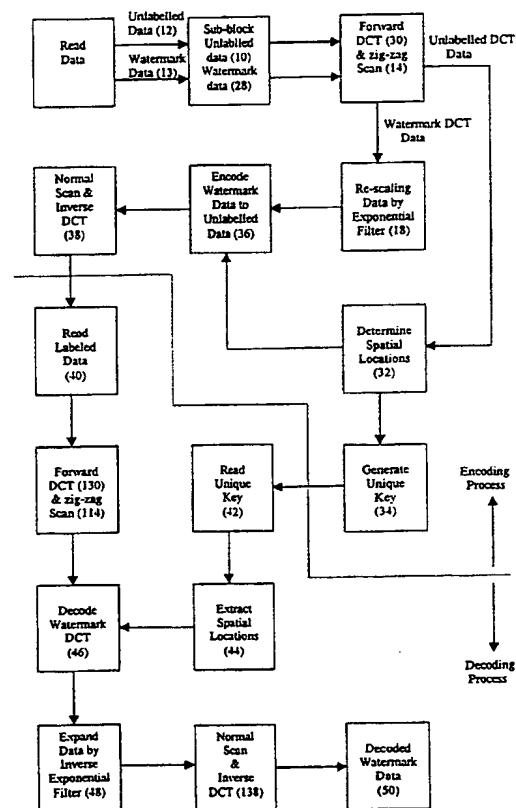 Read
Data
Unlabelled
Data (12)
Watermark
Data (13)
Sub-block
Unlabled
data (10)
Watermark
data (28)
Forward
DCT (30)
& zig-zag
Scan (14)
Unlabelled DCT
Data
Watermark DCT
Data
Normal
Scan &
Inverse
DCT
(38)
Encode
Watermark
Data to
Unlabelled
Data (36)
Re-scaling
Data by
Exponential
Filter (18)
Read
Labeled
Data
(40)
Determine
Spatial
Locations
(32)
Forward
DCT (130)
& zig-zag
Scan (114)
Read
Unique
Key
(42)
Generate
Unique
Key
(34)
Encoding
Process
Decode
Watermark
DCT
(46)
Extract
Spatial
Locations
(44)
Decoding
Process
Expand
Data by
Inverse
Exponential
Filter (48)
Normal
Scan
&
Inverse
DCT (138)
Decoded
Watermark
Data
(50)